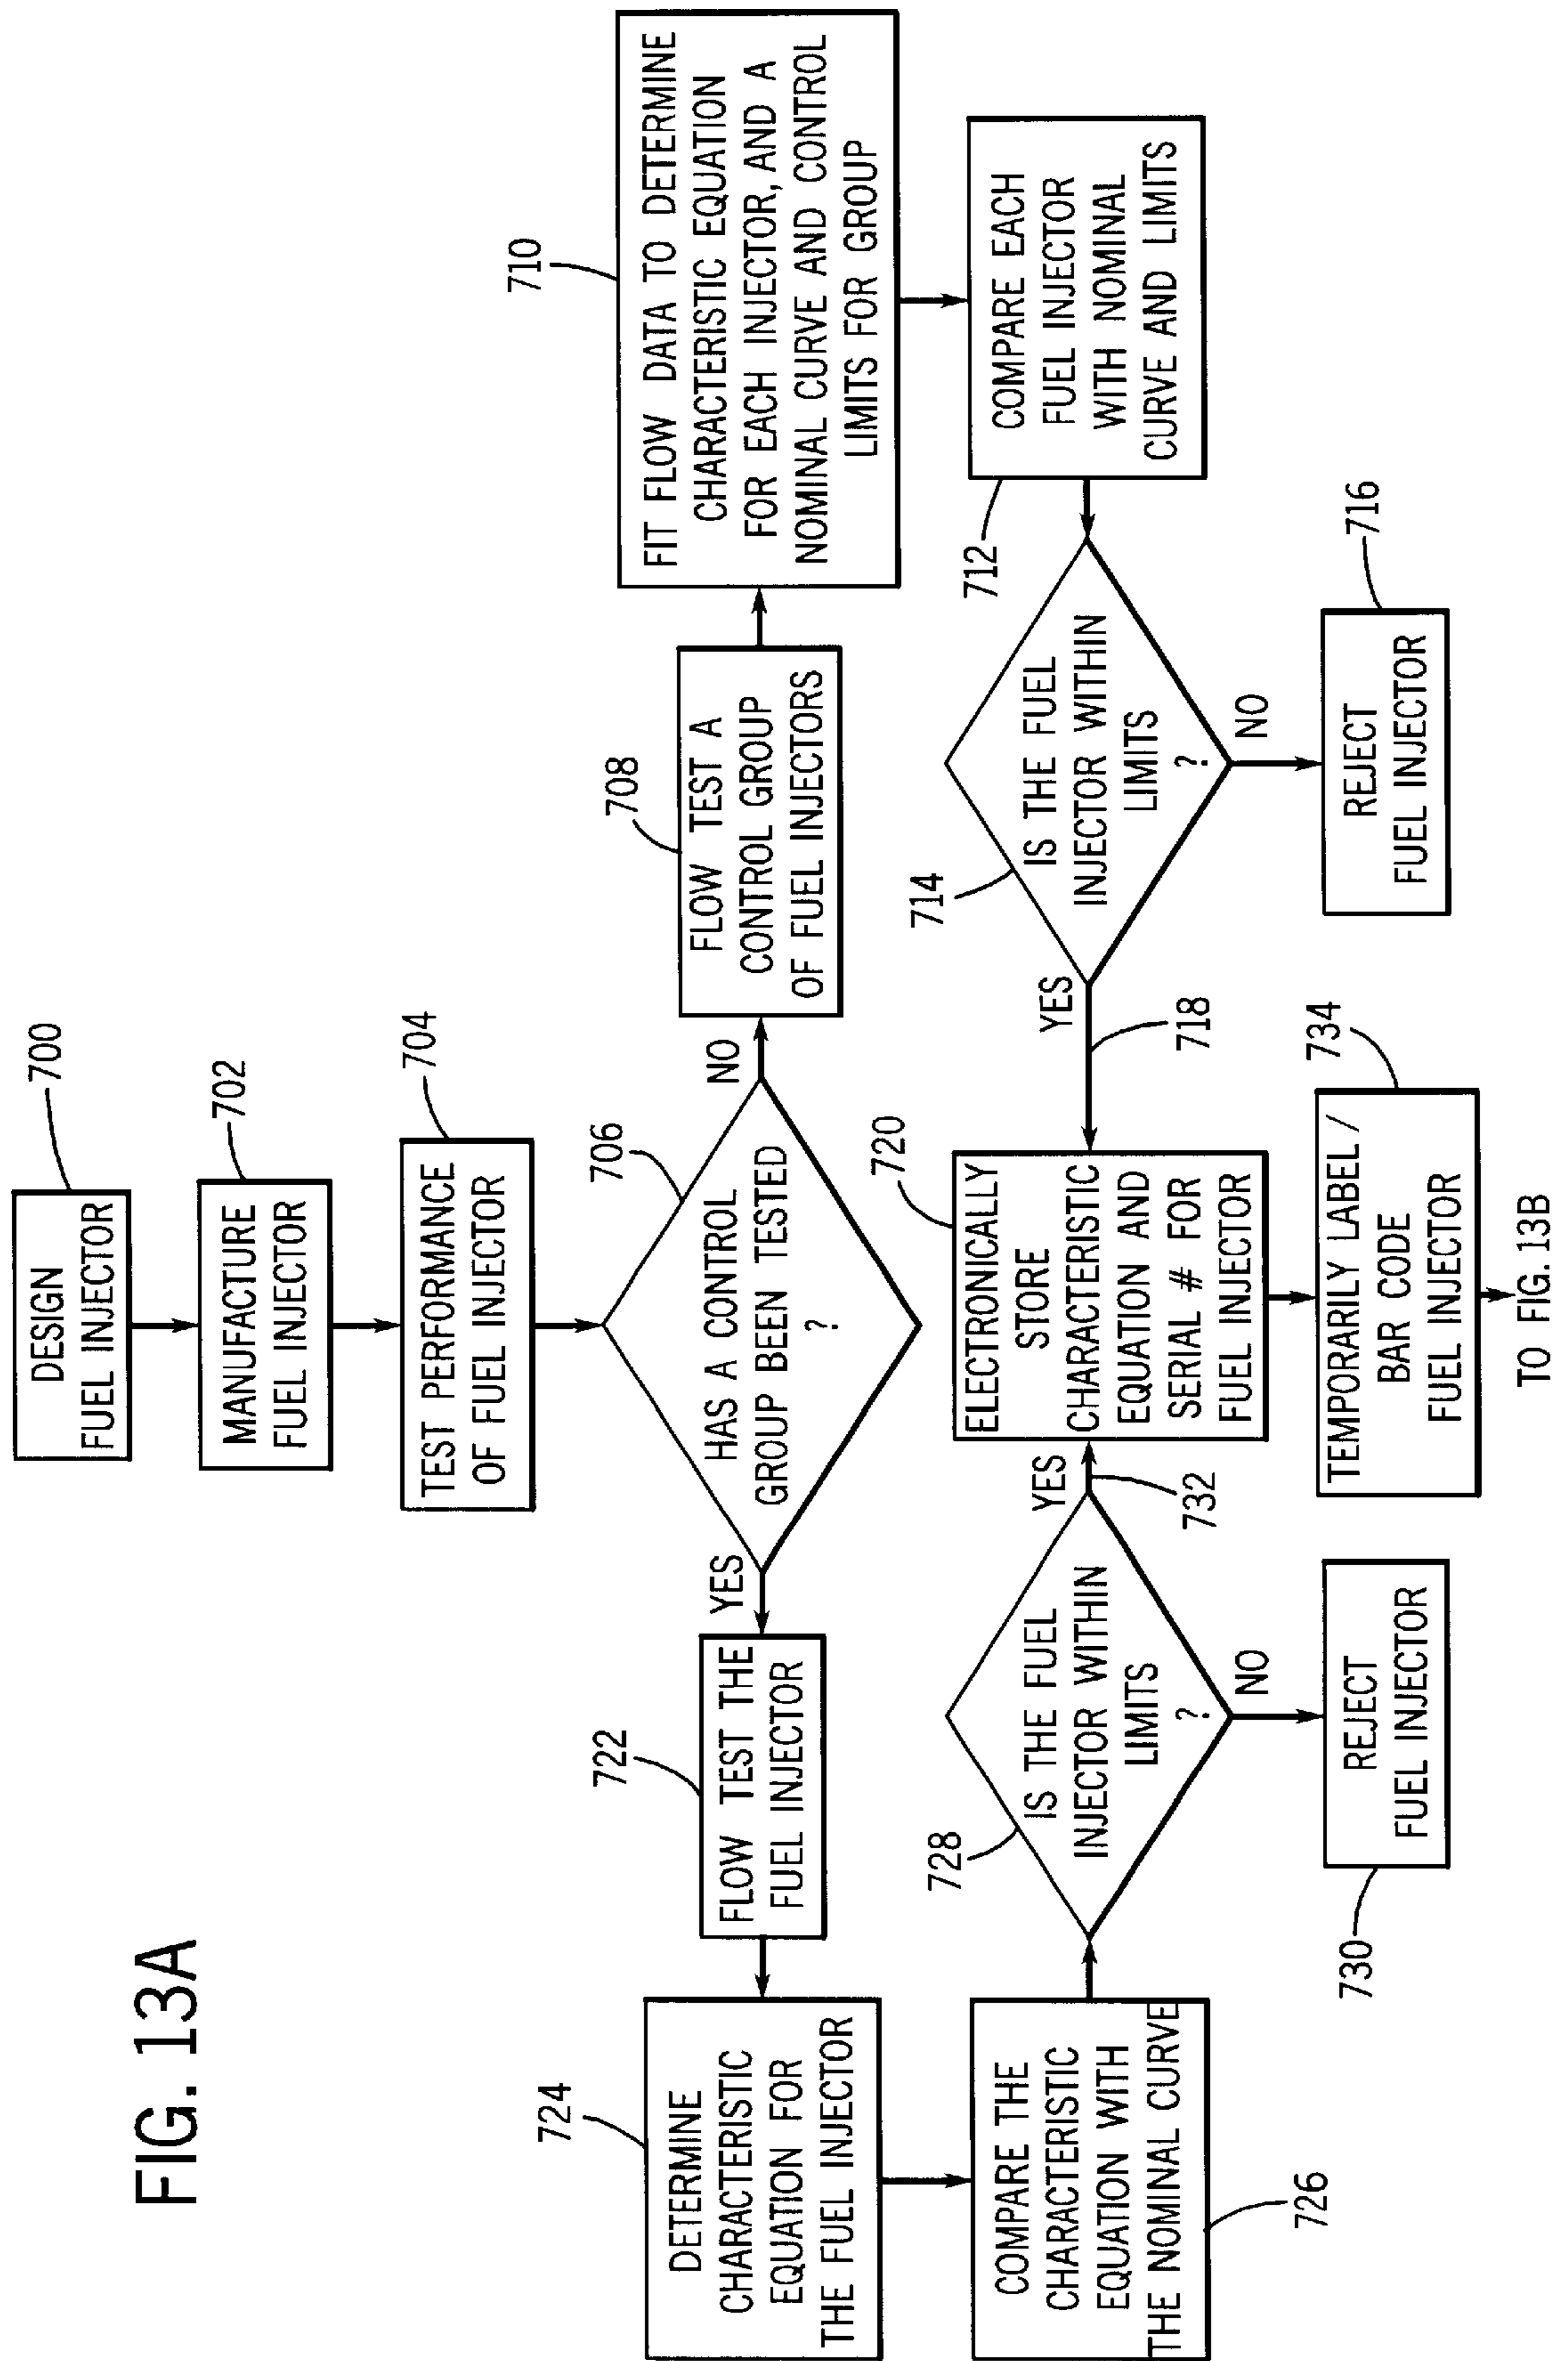 FIG. 13A
700
DESIGN
FUEL INJECTOR
702
MANUFACTURE
FUEL INJECTOR
704
TEST PERFORMANCE
OF FUEL INJECTOR
706
HAS A CONTROL
GROUP BEEN TESTED
?
YES
NO
708
FLOW TEST A
CONTROL GROUP
OF FUEL INJECTORS
710
FIT FLOW DATA TO DETERMINE
CHARACTERISTIC EQUATION
FOR EACH INJECTOR, AND A
NOMINAL CURVE AND CONTROL
LIMITS FOR GROUP
712
COMPARE EACH
FUEL INJECTOR
WITH NOMINAL
CURVE AND LIMITS
714
IS THE FUEL
INJECTOR WITHIN
LIMITS
?
NO
716
REJECT
FUEL INJECTOR
YES
718
720
ELECTRONICALLY
STORE
CHARACTERISTIC
EQUATION AND
SERIAL # FOR
FUEL INJECTOR
722
FLOW TEST THE
FUEL INJECTOR
724
DETERMINE
CHARACTERISTIC
EQUATION FOR
THE FUEL INJECTOR
726
COMPARE THE
CHARACTERISTIC
EQUATION WITH
THE NOMINAL CURVE
728
IS THE FUEL
INJECTOR WITHIN
LIMITS
?
NO
730
REJECT
FUEL INJECTOR
YES
732
734
TEMPORARILY LABEL /
BAR CODE
FUEL INJECTOR
TO FIG. 13B